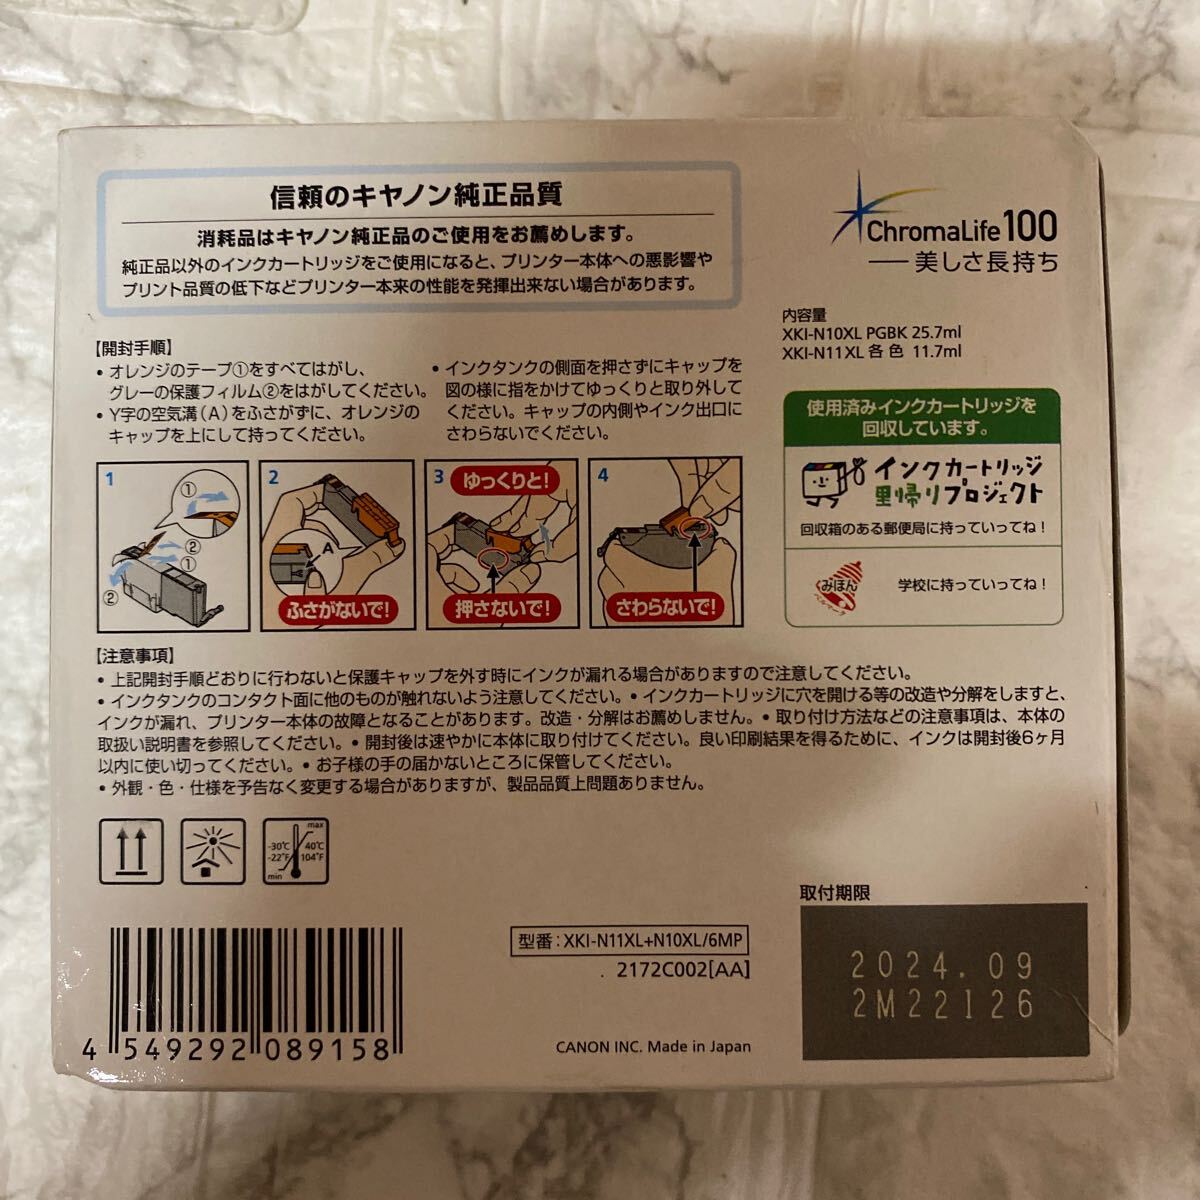 信頼のキヤノン純正品質
消耗品はキヤノン純正品のご使用をお薦めします。
純正品以外のインクカートリッジをご使用になると、プリンター本体への悪影響や
プリント品質の低下などプリンター本来の性能を発揮出来ない場合があります。
ChromaLife100
美しさ長持ち
内容量
XKI-N10XL PGBK 25.7ml
XKI-N11XL 各色 11.7ml
【開封手順】
・オレンジのテープ①をすべてはがし、
グレーの保護フィルム②をはがしてください。
・Y字の空気溝（A）をふさがずに、オレンジの
キャップを上にして持ってください。
・インクタンクの側面を押さずにキャップを
図の様に指をかけてゆっくりと取り外して
ください。キャップの内側やインク出口に
さわらないでください。
1
①
②
①
②
2
A
ふさがないで!
3
ゆっくりと!
押さないで!
4
さわらないで!
使用済みインクカートリッジを
回収しています。
インクカートリッジ
里帰りプロジェクト
回収箱のある郵便局に持っていってね!
くみほん
ベルマーク
学校に持っていってね!
【注意事項】
・上記開封手順どおりに行わないと保護キャップを外す時にインクが漏れる場合がありますので注意してください。
・インクタンクのコンタクト面に他のものが触れないよう注意してください。・インクカートリッジに穴を開ける等の改造や分解をしますと、
インクが漏れ、プリンター本体の故障となることがあります。改造・分解はお薦めしません。・取り付け方法などの注意事項は、本体の
取扱い説明書を参照してください。・開封後は速やかに本体に取り付けてください。良い印刷結果を得るために、インクは開封後6ヶ月
以内に使い切ってください。・お子様の手の届かないところに保管してください。
・外観・色・仕様を予告なく変更する場合がありますが、製品品質上問題ありません。
max
-30℃ 40℃
-22°F 104°F
min
取付期限
2024.09
2M22126
型番：XKI-N11XL+N10XL/6MP
2172C002[AA]
4 549292 089158
CANON INC. Made in Japan